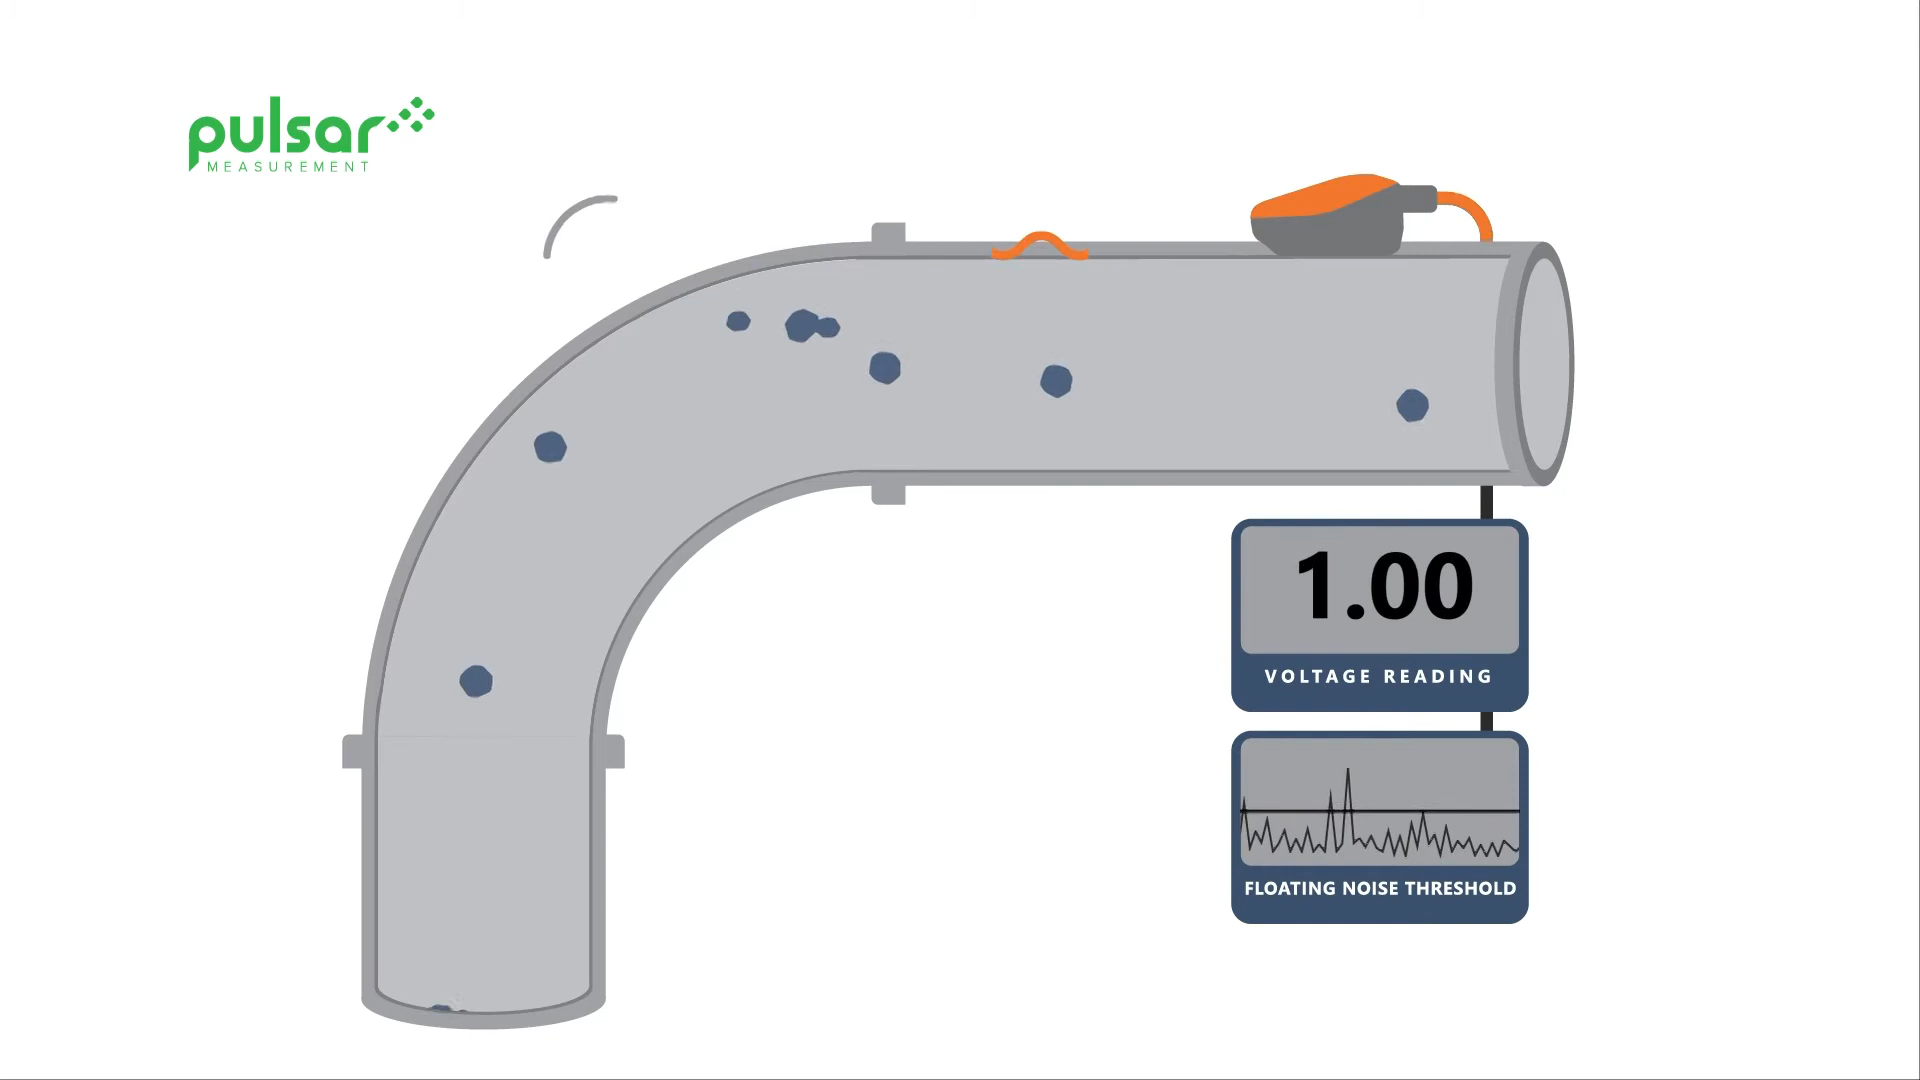 pulsar
MEASUREMENT
1.00
VOLTAGE READING
FLOATING NOISE THRESHOLD